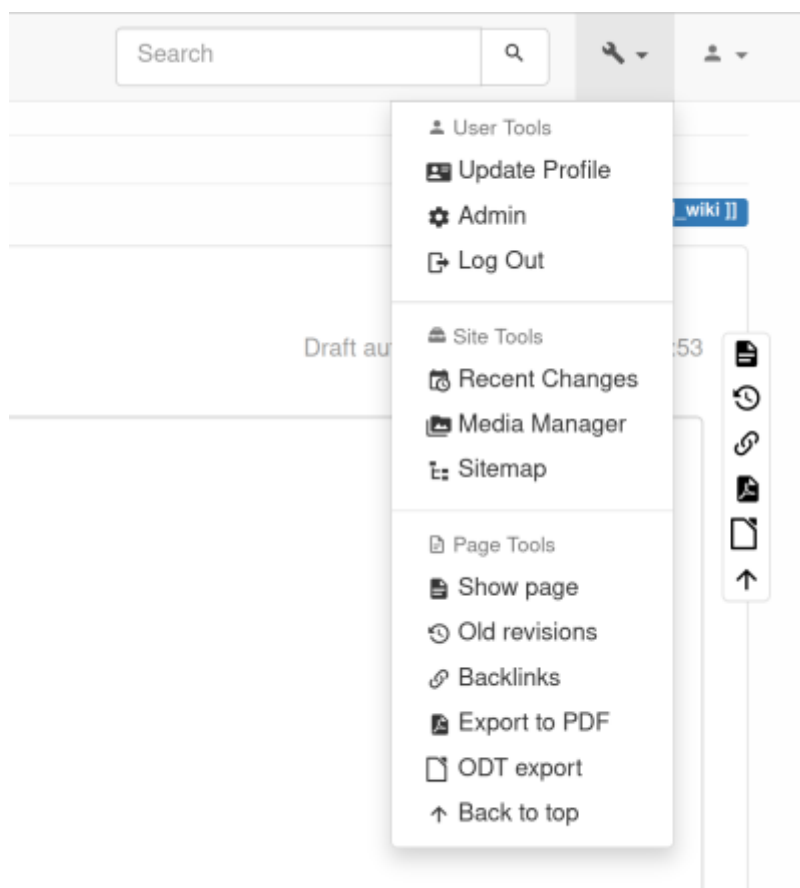 Search
User Tools
Update Profile
Admin
_wiki ]]
Log Out
Site Tools
Draft
:53
Recent Changes
Media Manager
Sitemap
Page Tools
Show page
Old revisions
Backlinks
Export to PDF
ODT export
Back to top